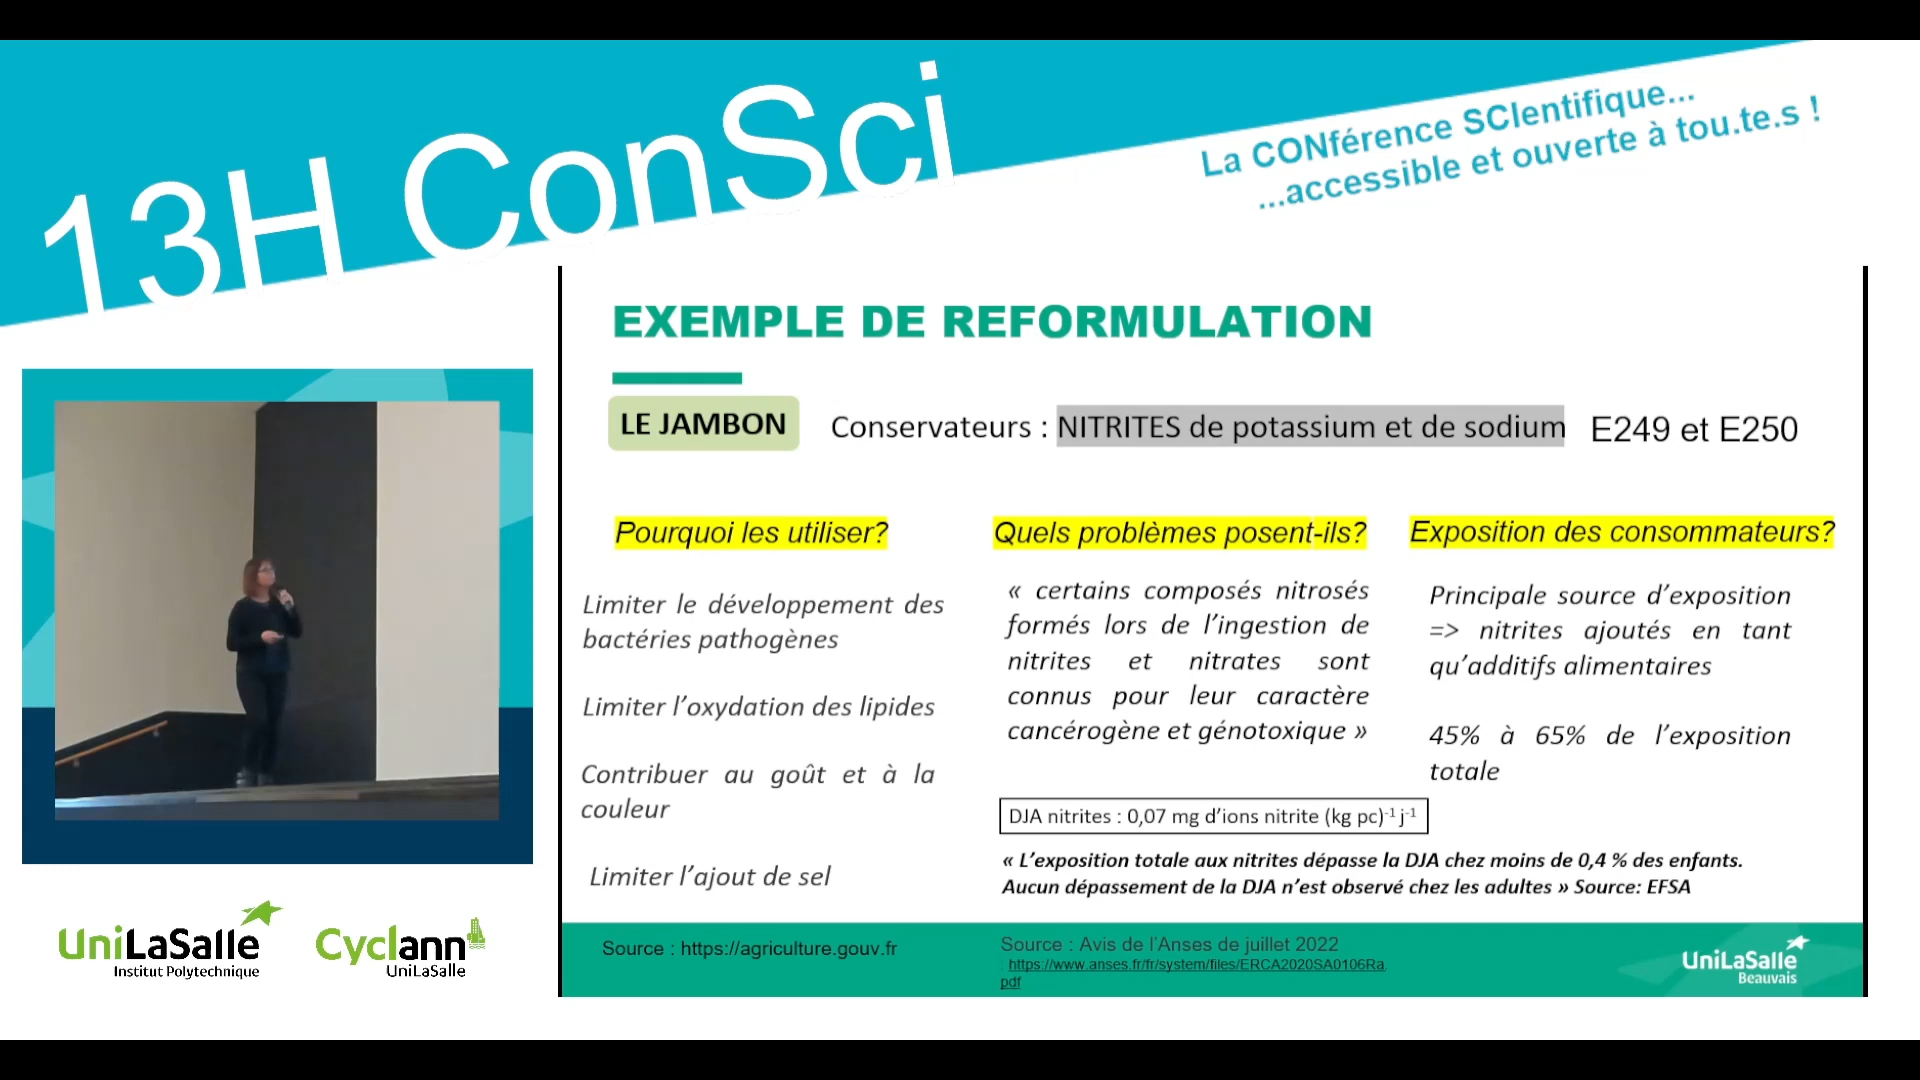 13H ConSci
La CONférence SCIentifique...
...accessible et ouverte à tou.te.s !
EXEMPLE DE REFORMULATION
LE JAMBON
Conservateurs : NITRITES de potassium et de sodium E249 et E250
Pourquoi les utiliser?
Limiter le développement des
bactéries pathogènes
Limiter l'oxydation des lipides
Contribuer au goût et à la
couleur
Limiter l'ajout de sel
Quels problèmes posent-ils?
« certains composés nitrosés
formés lors de l'ingestion de
nitrites et nitrates sont
connus pour leur caractère
cancérogène et génotoxique »
Exposition des consommateurs?
Principale source d'exposition
=> nitrites ajoutés en tant
qu'additifs alimentaires
45% à 65% de l'exposition
totale
DJA nitrites : 0,07 mg d'ions nitrite (kg pc)⁻¹ j⁻¹
« L'exposition totale aux nitrites dépasse la DJA chez moins de 0,4 % des enfants.
Aucun dépassement de la DJA n'est observé chez les adultes » Source: EFSA
Source : https://agriculture.gouv.fr
Source : Avis de l'Anses de juillet 2022
: https://www.anses.fr/fr/system/files/ERCA2020SA0106Ra.
pdf
UniLaSalle
Beauvais
UniLaSalle
Institut Polytechnique
Cyclann
UniLaSalle